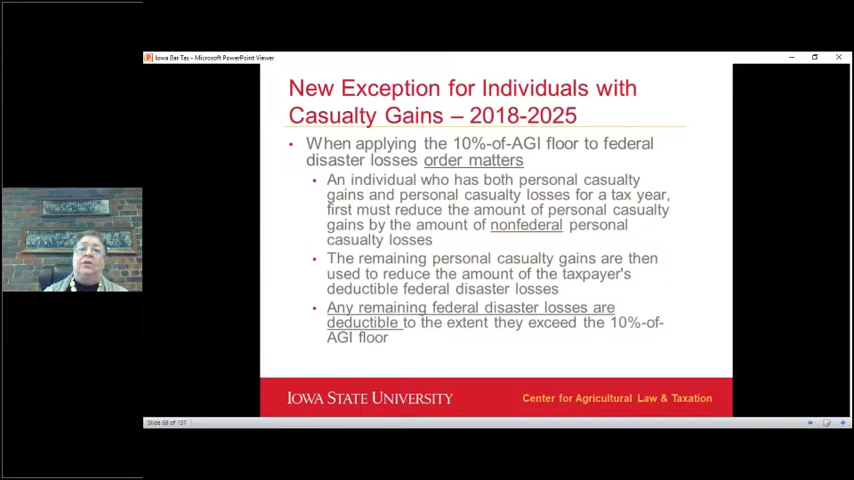 Iowa Bar Tax - Microsoft PowerPoint Viewer
New Exception for Individuals with
Casualty Gains – 2018-2025
• When applying the 10%-of-AGI floor to federal
disaster losses order matters
• An individual who has both personal casualty
gains and personal casualty losses for a tax year,
first must reduce the amount of personal casualty
gains by the amount of nonfederal personal
casualty losses
• The remaining personal casualty gains are then
used to reduce the amount of the taxpayer's
deductible federal disaster losses
• Any remaining federal disaster losses are
deductible to the extent they exceed the 10%-of-
AGI floor
IOWA STATE UNIVERSITY
Center for Agricultural Law & Taxation
Slide 68 of 157